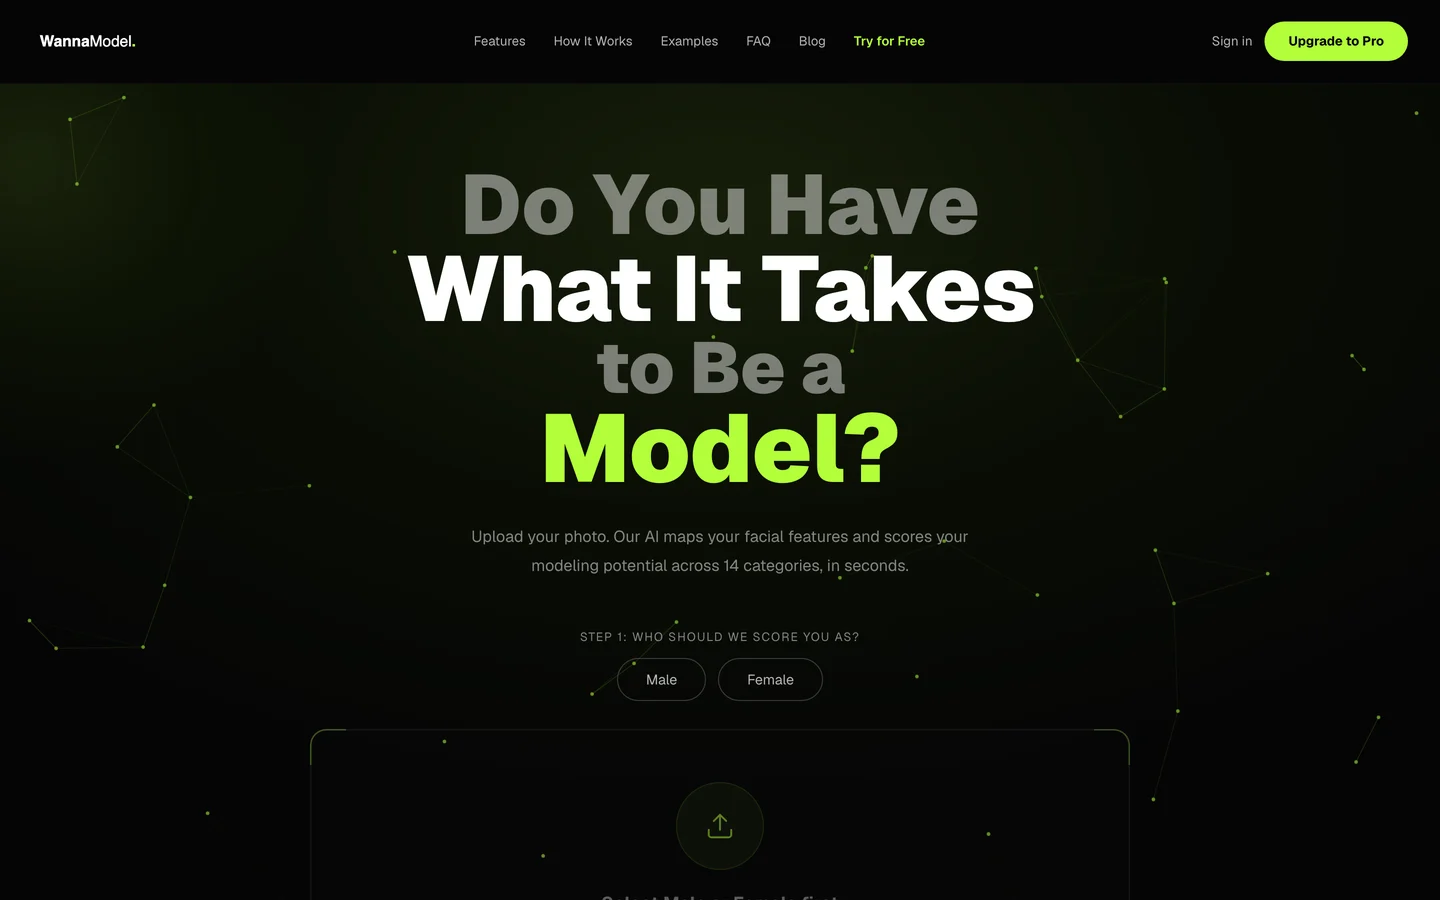 WannaModel.
Features
How It Works
Examples
FAQ
Blog
Try for Free
Sign in
Upgrade to Pro
Do You Have
What It Takes
to Be a
Model?
Upload your photo. Our AI maps your facial features and scores your
modeling potential across 14 categories, in seconds.
STEP 1: WHO SHOULD WE SCORE YOU AS?
Male
Female